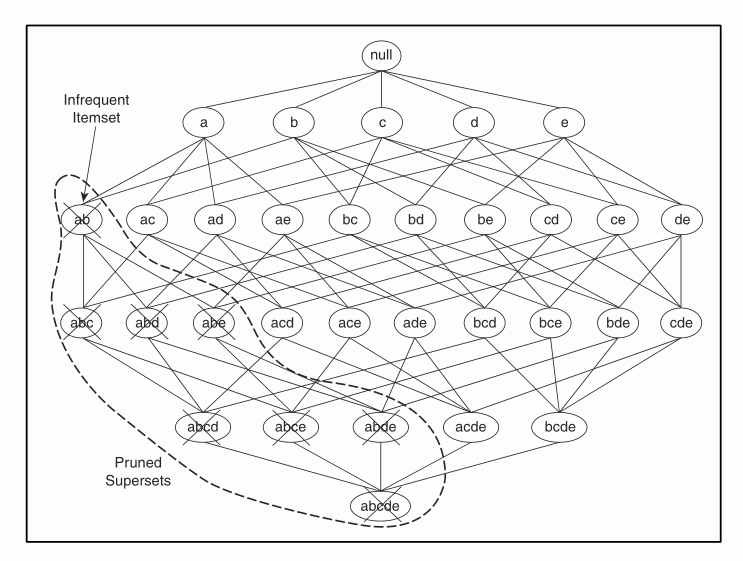 null
Infrequent
Itemset
a b c d e
ab ac ad ae bc bd be cd ce de
abc abd abe acd ace ade bcd bce bde cde
abcd abce abde acde bcde
Pruned
Supersets
abcde